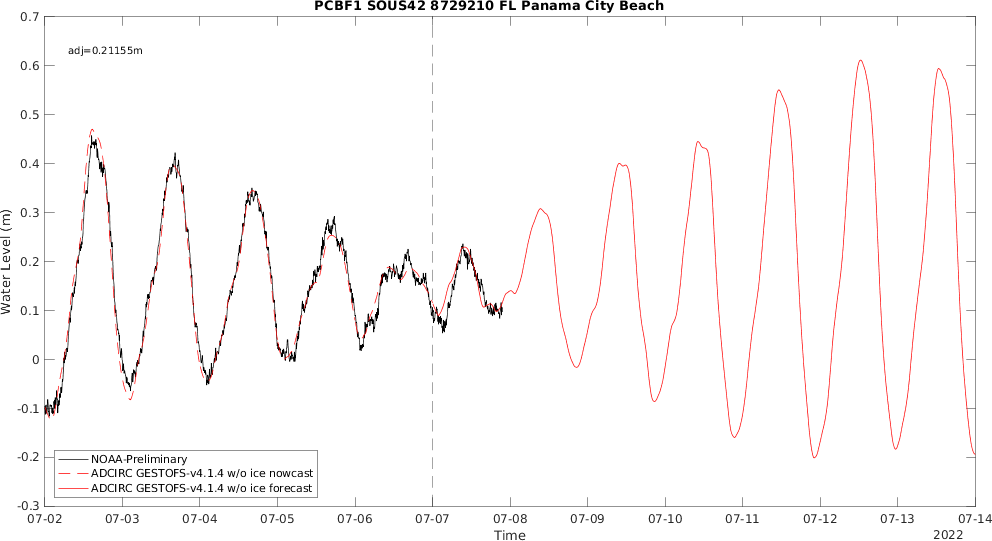 PCBF1 SOUS42 8729210 FL Panama City Beach
adj=0.21155m
Water Level (m)
0.7
0.6
0.5
0.4
0.3
0.2
0.1
0
-0.1
-0.2
-0.3
NOAA-Preliminary
ADCIRC GESTOFS-v4.1.4 w/o ice nowcast
ADCIRC GESTOFS-v4.1.4 w/o ice forecast
07-02 07-03 07-04 07-05 07-06 07-07 07-08 07-09 07-10 07-11 07-12 07-13 07-14
Time
2022